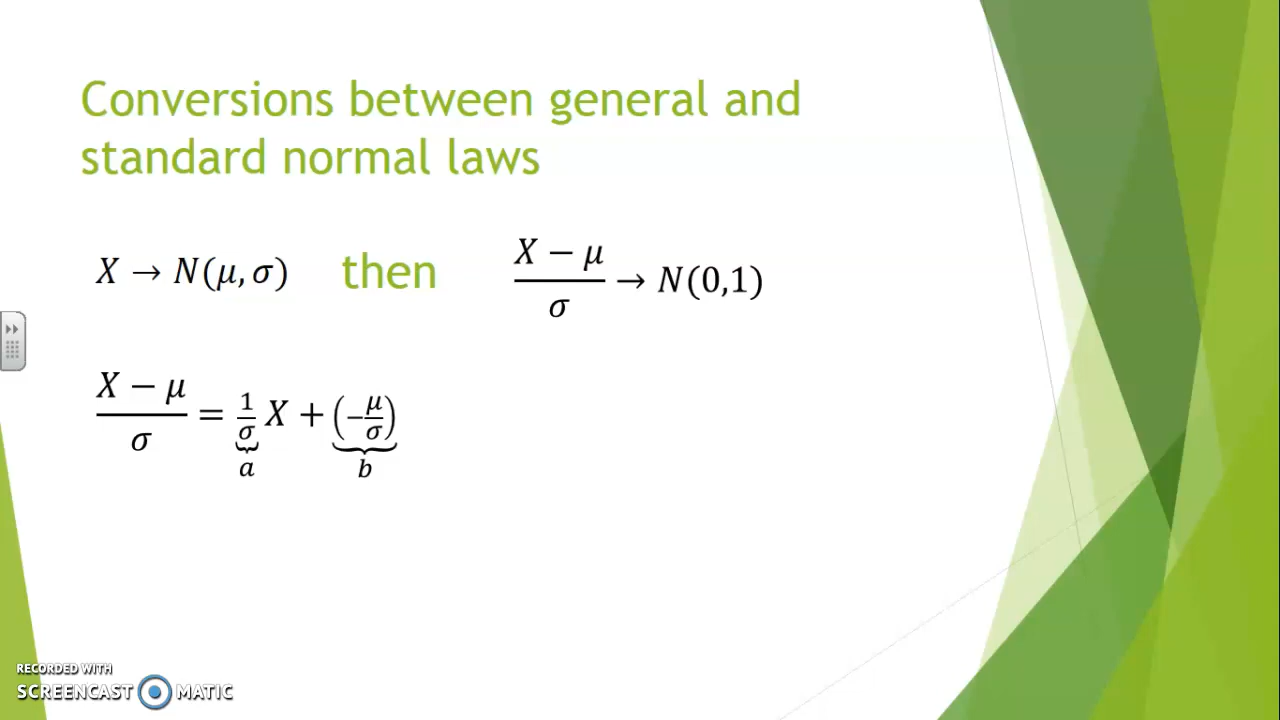 Conversions between general and
standard normal laws
X → N(μ, σ) then (X − μ)/σ → N(0,1)
(X − μ)/σ = 1/σ X + (−μ/σ)
a b
RECORDED WITH
SCREENCAST MATIC